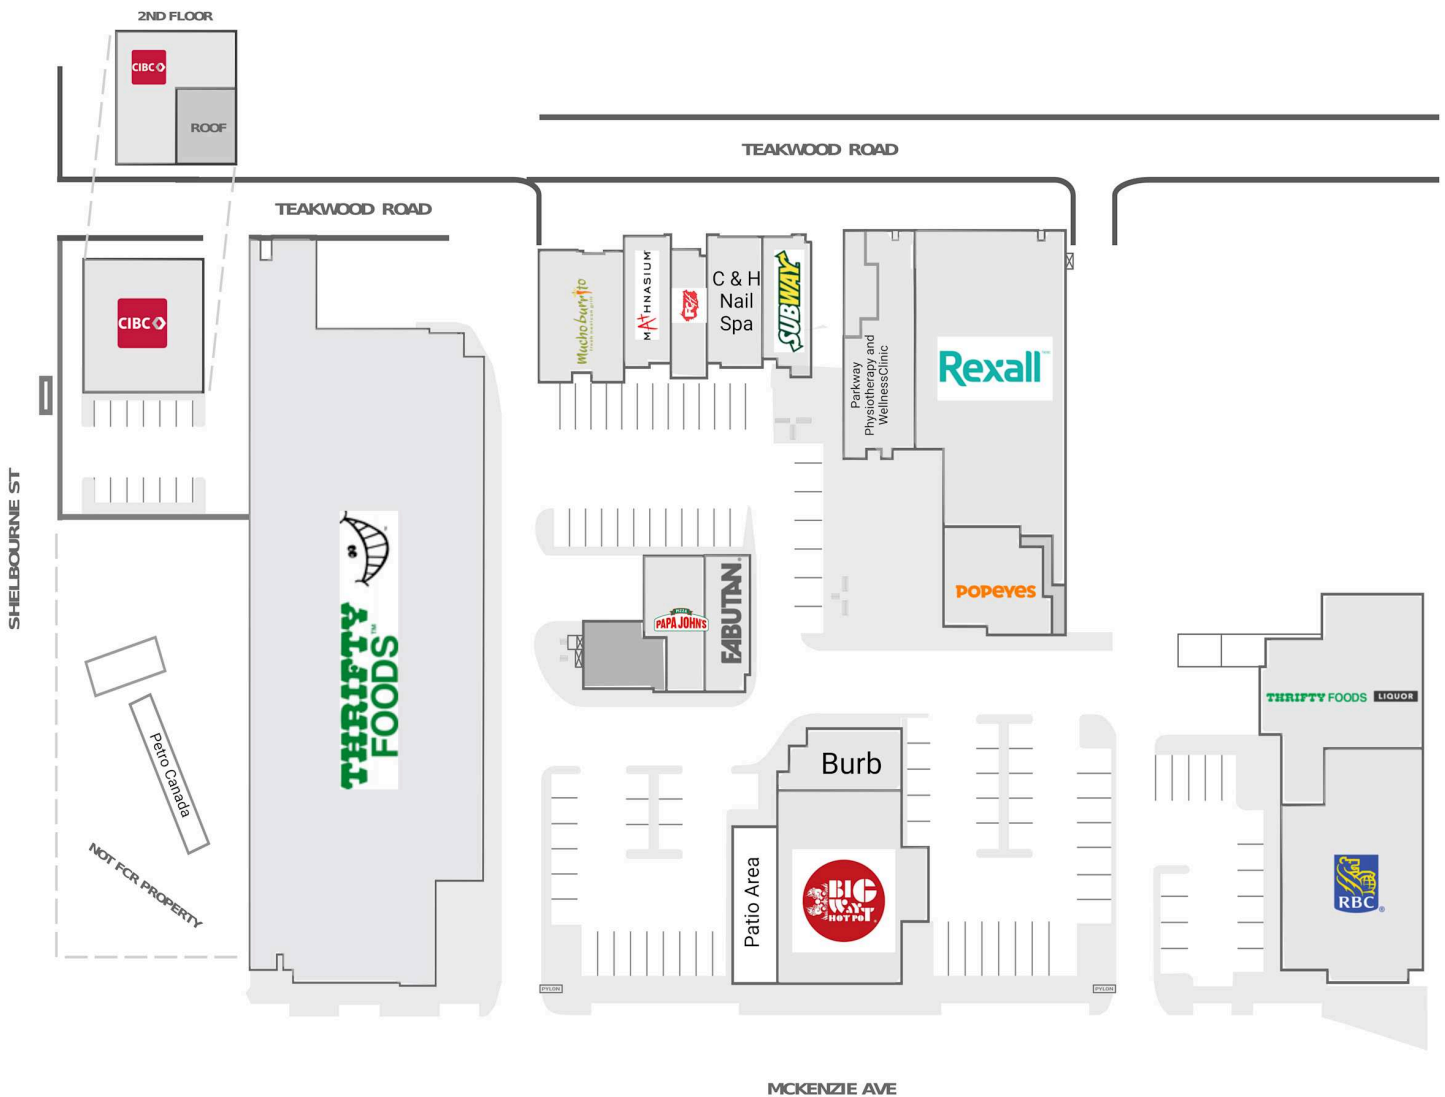 2ND FLOOR
CIBC
ROOF
TEAKWOOD ROAD
TEAKWOOD ROAD
CIBC
SHELBOURNE ST
Petro Canada
NOT FCR PROPERTY
THRIFTY
FOODS™
muchoburrito
MATHNASIUM
C & H
Nail
Spa
SUBWAY
Parkway
Physiotherapy and
WellnessClinic
Rexall
POPEYES
PIZZA
PAPA JOHNS
FABUTAN
THRIFTY FOODS LIQUOR
RBC
®
Burb
Patio Area
BIG
WAY
HOT POT
PYLON
PYLON
MCKENZIE AVE